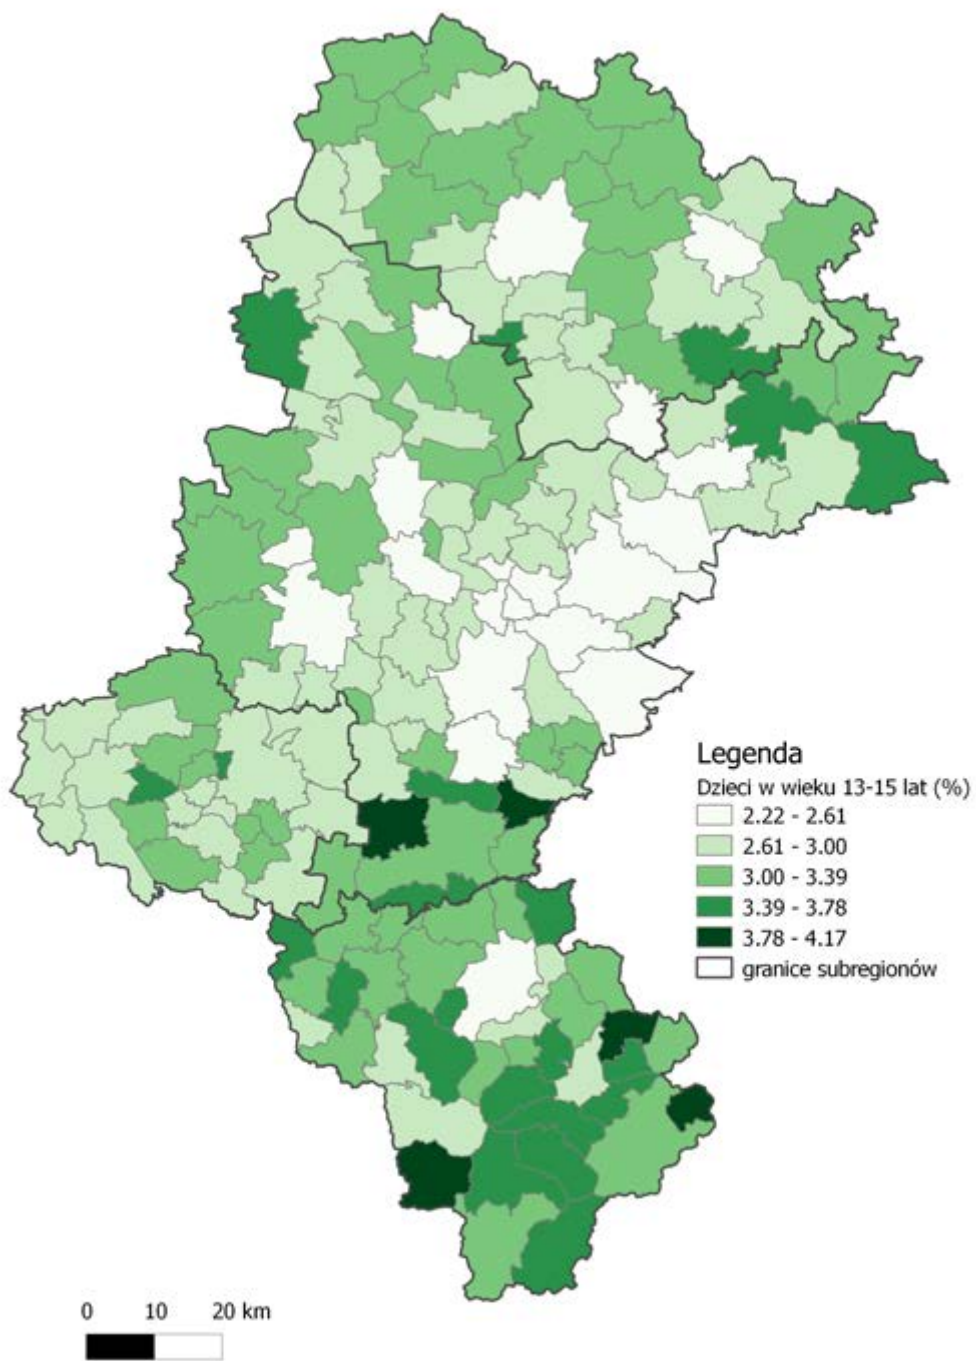 Legenda
Dzieci w wieku 13-15 lat (%)
2.22 - 2.61
2.61 - 3.00
3.00 - 3.39
3.39 - 3.78
3.78 - 4.17
granice subregionów
0 10 20 km